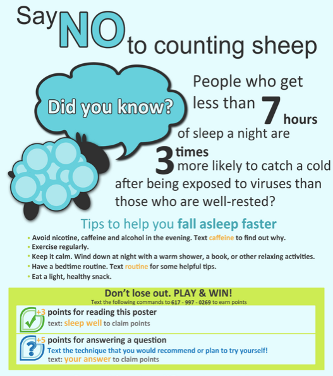 Say NO to counting sheep
Did you know?
People who get
less than 7 hours
of sleep a night are
3 times
more likely to catch a cold
after being exposed to viruses than
those who are well-rested?
Tips to help you fall asleep faster
• Avoid nicotine, caffeine and alcohol in the evening. Text caffeine to find out why.
• Exercise regularly.
• Keep it calm. Wind down at night with a warm shower, a book, or other relaxing activities.
• Have a bedtime routine. Text routine for some helpful tips.
• Eat a light, healthy snack.
Don't lose out. PLAY & WIN!
Text the following commands to 617 - 997 - 0269 to earn points
+3 points for reading this poster
text: sleep well to claim points
+5 points for answering a question
Text the technique that you would recommend or plan to try yourself!
text: your answer to claim points